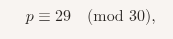 p ≡ 29 (mod 30),